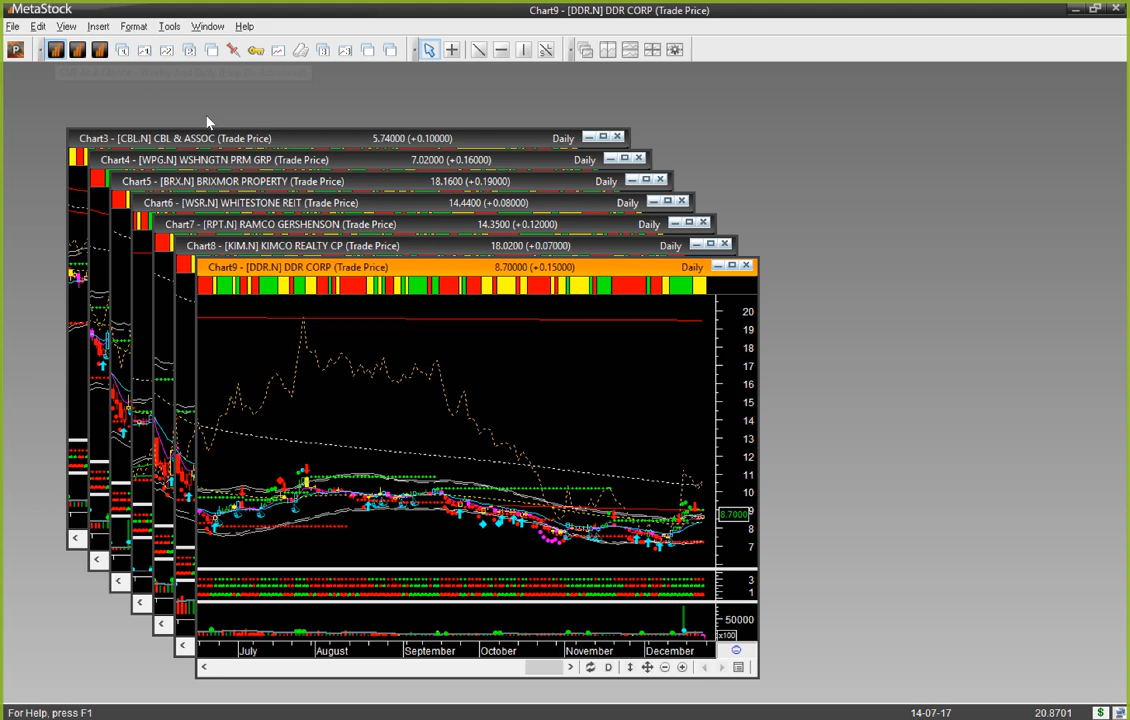 MetaStock
Chart9 - [DDR.N] DDR CORP (Trade Price)
File Edit View Insert Format Tools Window Help
Chart3 - [CBL.N] CBL & ASSOC (Trade Price) 5.74000 (+0.10000) Daily
Chart4 - [WPG.N] WSHNGTN PRM GRP (Trade Price) 7.02000 (+0.16000) Daily
Chart5 - [BRX.N] BRIXMOR PROPERTY (Trade Price) 18.1600 (+0.19000) Daily
Chart6 - [WSR.N] WHITESTONE REIT (Trade Price) 14.4400 (+0.08000) Daily
Chart7 - [RPT.N] RAMCO GERSHENSON (Trade Price) 14.3500 (+0.12000) Daily
Chart8 - [KIM.N] KIMCO REALTY CP (Trade Price) 18.0200 (+0.07000) Daily
Chart9 - [DDR.N] DDR CORP (Trade Price) 8.70000 (+0.15000) Daily
20
19
18
17
16
15
14
13
12
11
10
9
8.7000
8
7
3
1
50000
x100
July August September October November December
D
For Help, press F1 14-07-17 20.8701 $